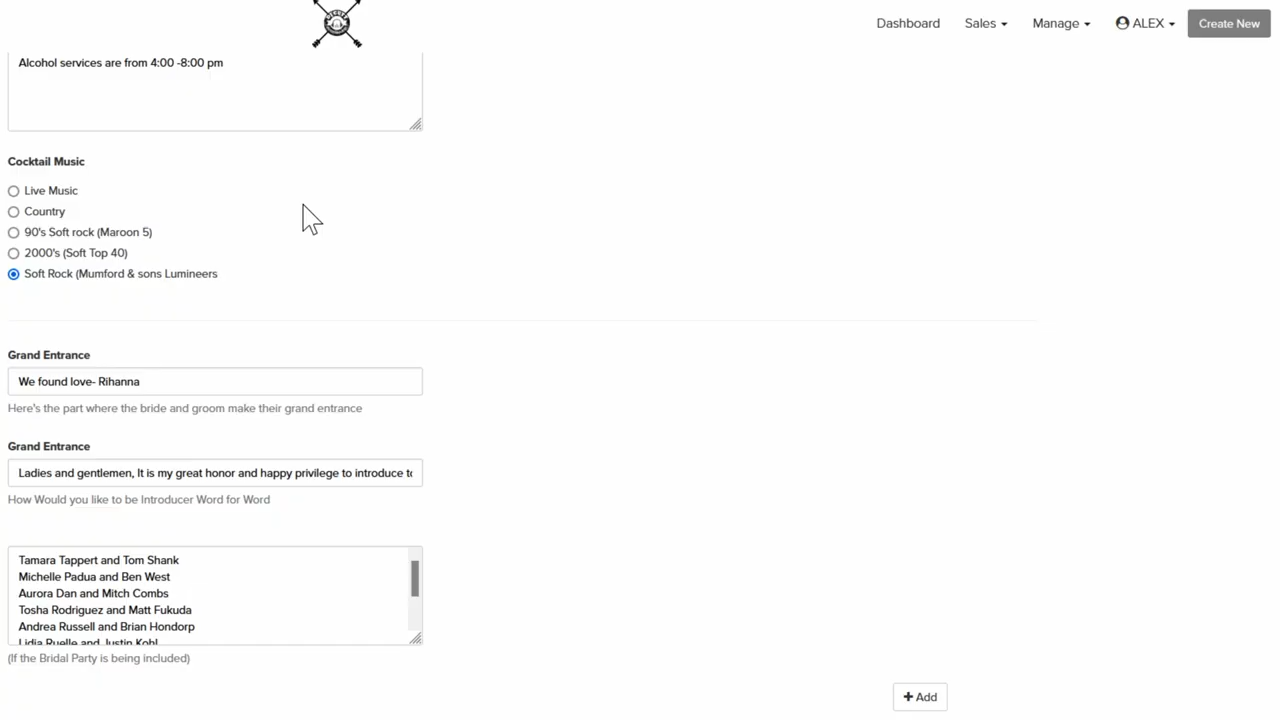 Dashboard Sales Manage ALEX Create New
Alcohol services are from 4:00 -8:00 pm
Cocktail Music
Live Music
Country
90's Soft rock (Maroon 5)
2000's (Soft Top 40)
Soft Rock (Mumford & sons Lumineers
Grand Entrance
We found love- Rihanna
Here's the part where the bride and groom make their grand entrance
Grand Entrance
Ladies and gentlemen, It is my great honor and happy privilege to introduce
How Would you like to be Introducer Word for Word
Tamara Tappert and Tom Shank
Michelle Padua and Ben West
Aurora Dan and Mitch Combs
Tosha Rodriguez and Matt Fukuda
Andrea Russell and Brian Hondorp
Lidia Ruelle and Justin Kohl
(If the Bridal Party is being included)
Add